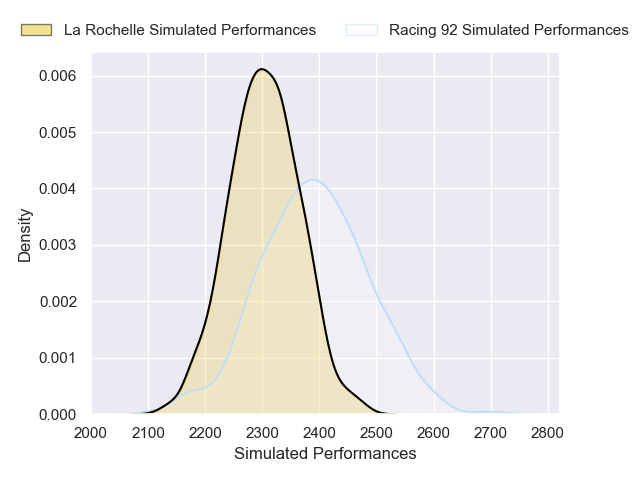 La Rochelle Simulated Performances
Racing 92 Simulated Performances
0.006
0.005
0.004
0.003
0.002
0.001
0.000
Density
2000 2100 2200 2300 2400 2500 2600 2700 2800
Simulated Performances